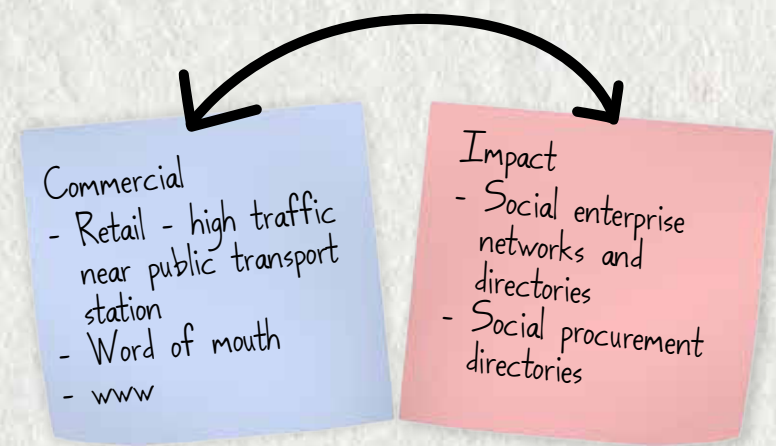 Commercial
- Retail - high traffic
near public transport
station
- Word of mouth
- www
Impact
- Social enterprise
networks and
directories
- Social procurement
directories